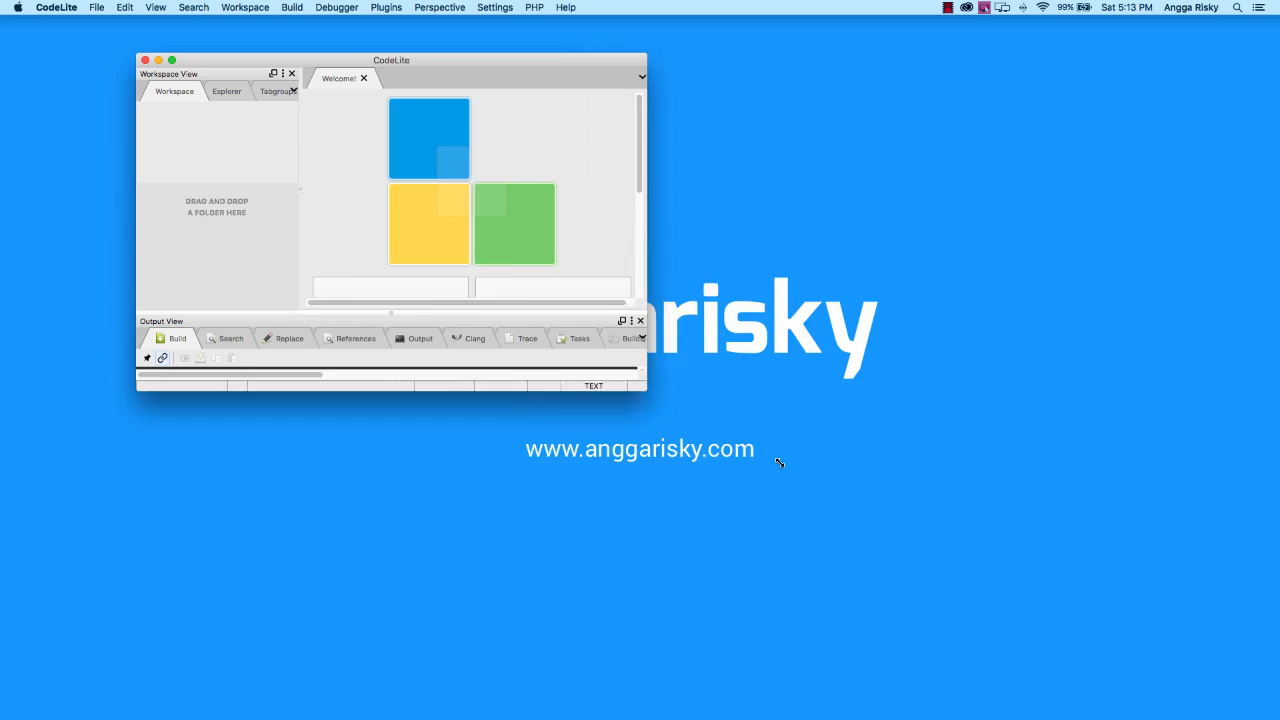 CodeLite File Edit View Search Workspace Build Debugger Plugins Perspective Settings PHP Help 99% Sat 5:13 PM Angga Risky
CodeLite
Workspace View
Workspace Explorer Tabgroups
Welcome!
DRAG AND DROP
A FOLDER HERE
risky
Output View
Build Search Replace References Output Clang Trace Tasks
TEXT
www.anggarisky.com